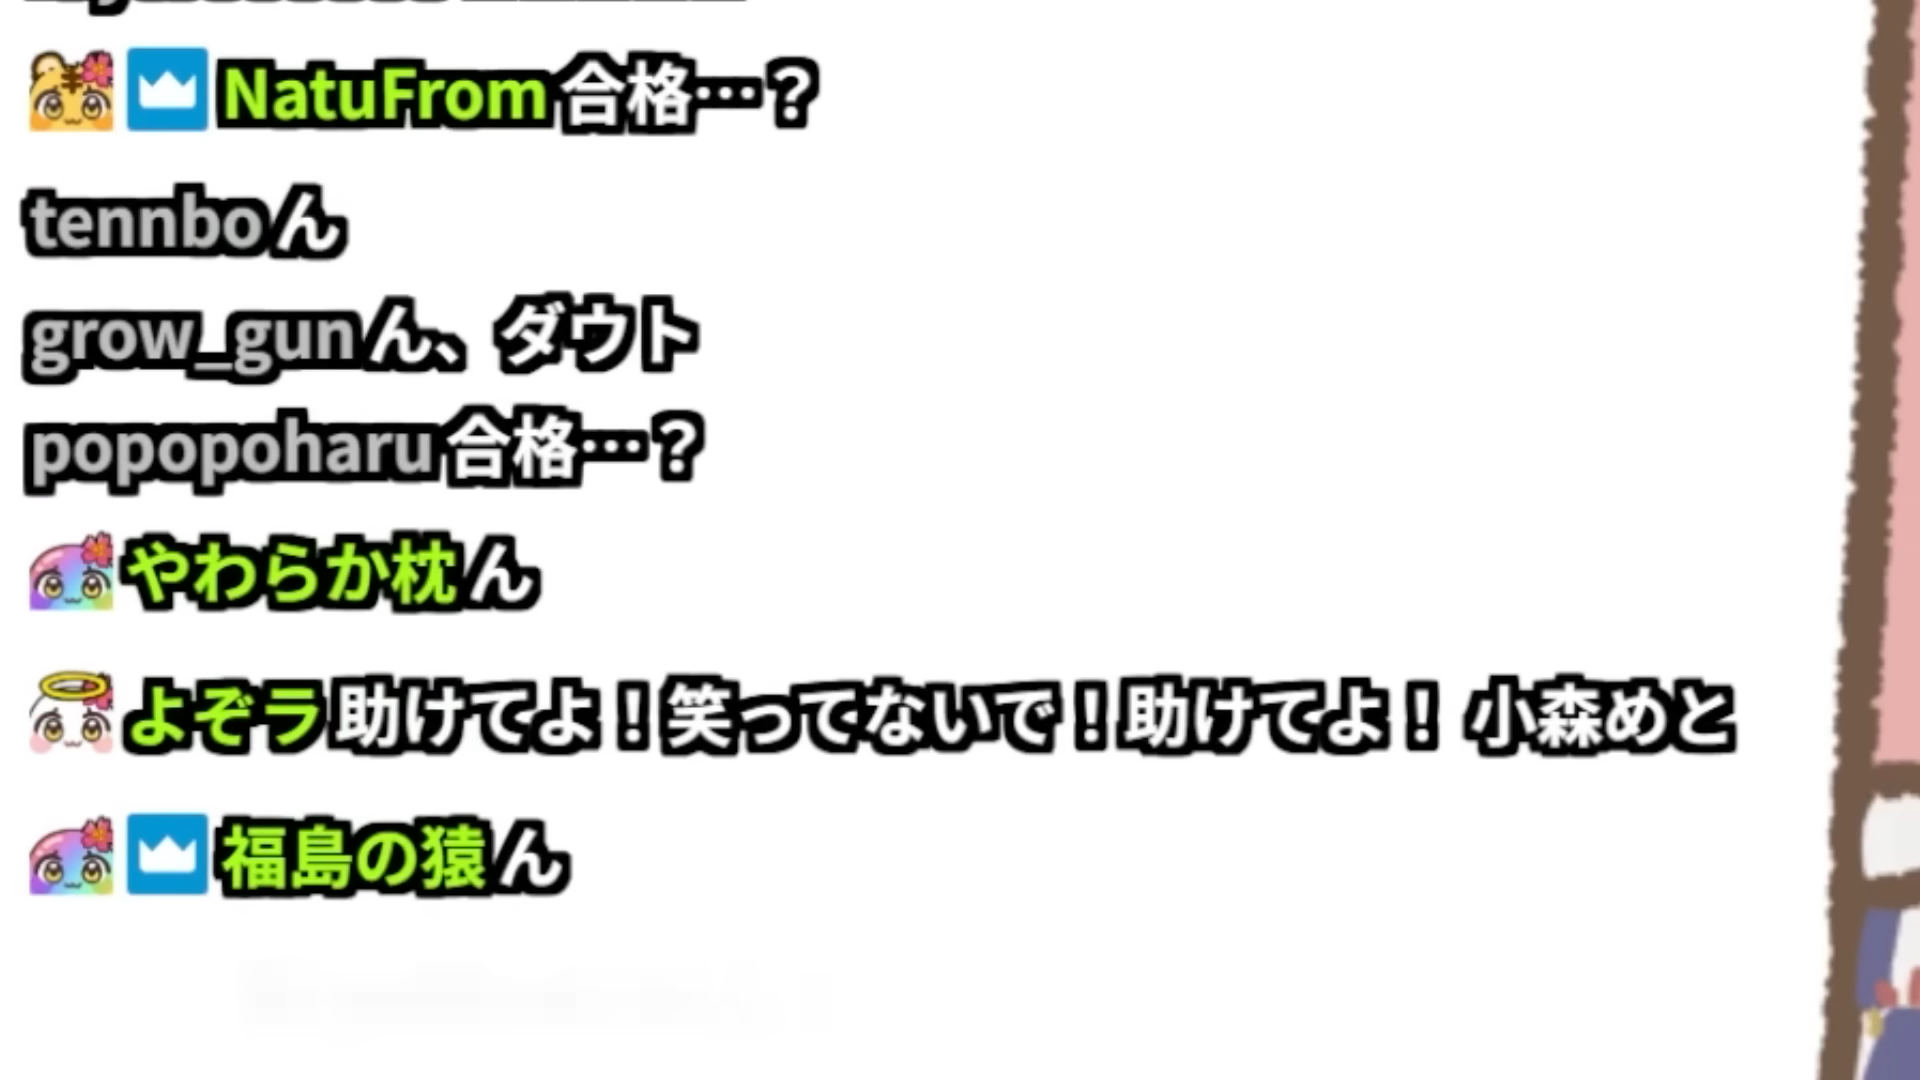 NatuFrom 合格…？
tennbo ん
grow_gun ん、ダウト
popopoharu 合格…？
やわらか枕 ん
よぞラ 助けてよ！笑ってないで！助けてよ！ 小森めと
福島の猿 ん